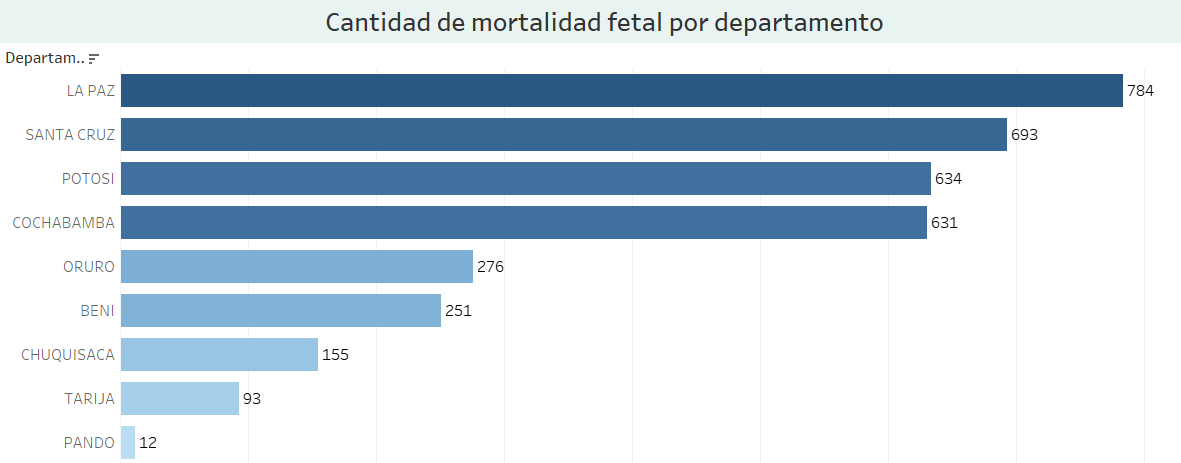 Cantidad de mortalidad fetal por departamento
Departam..
LA PAZ 784
SANTA CRUZ 693
POTOSI 634
COCHABAMBA 631
ORURO 276
BENI 251
CHUQUISACA 155
TARIJA 93
PANDO 12